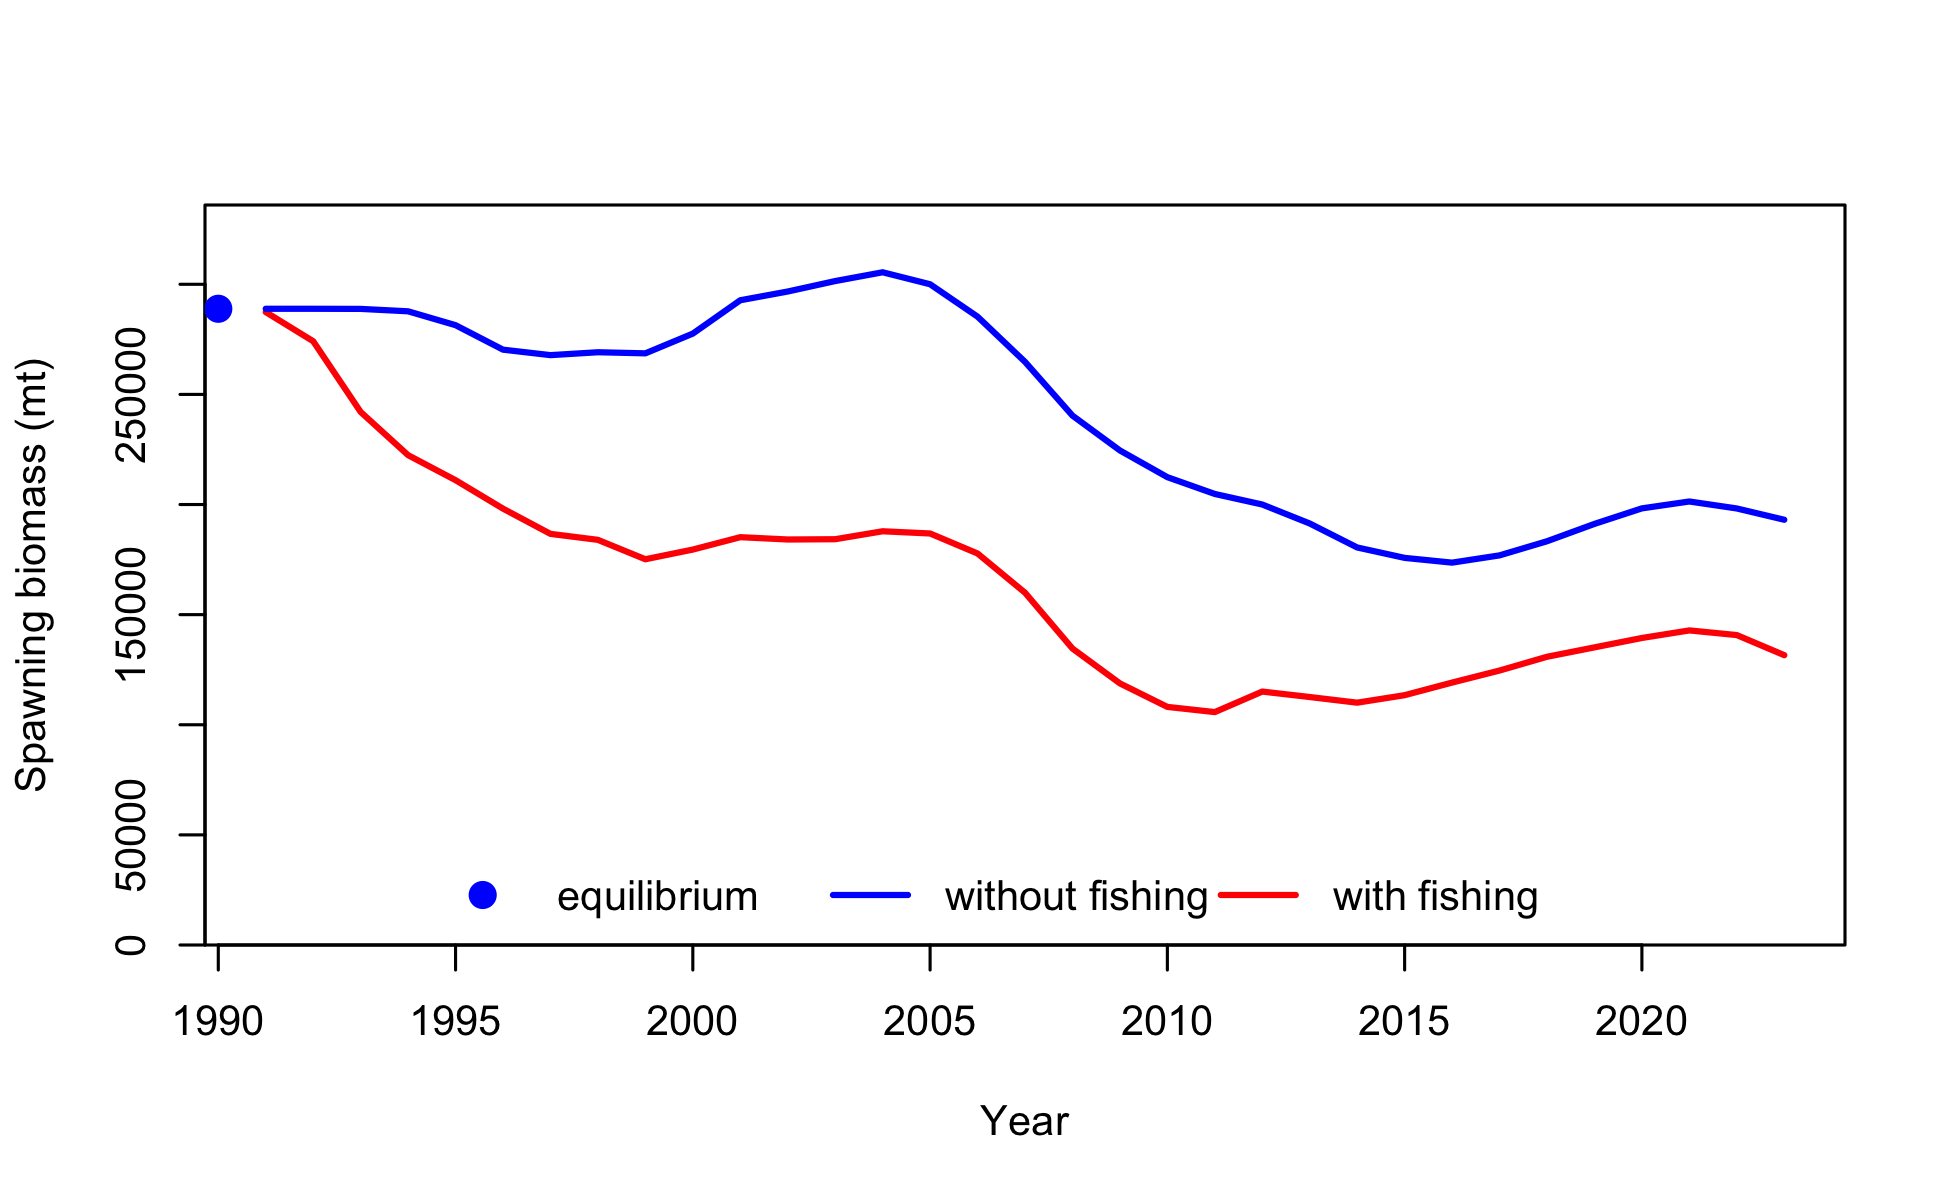 Spawning biomass (mt)
250000
150000
50000
0
equilibrium without fishing with fishing
1990 1995 2000 2005 2010 2015 2020
Year